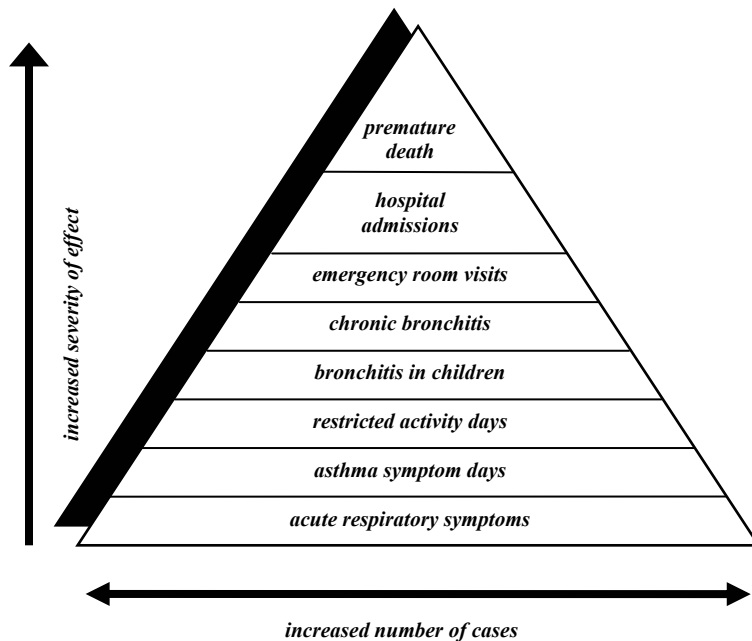 premature
death
hospital
admissions
emergency room visits
chronic bronchitis
bronchitis in children
restricted activity days
asthma symptom days
acute respiratory symptoms
increased severity of effect
increased number of cases